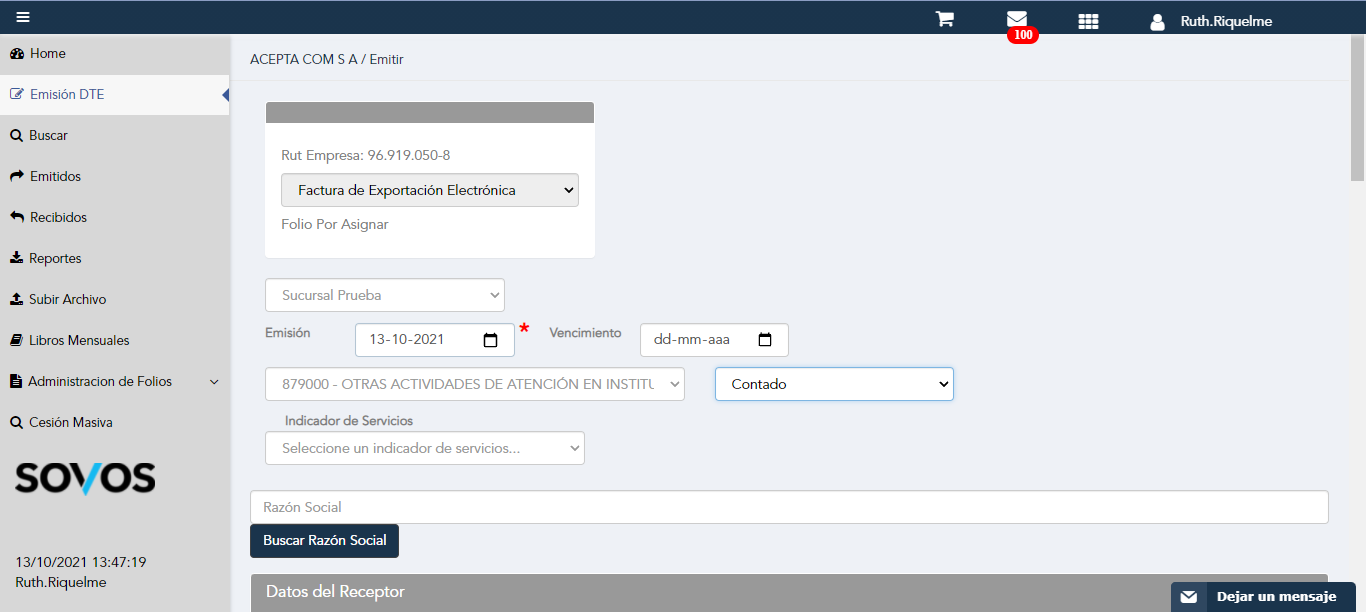 100
Ruth.Riquelme
Home
Emisión DTE
Buscar
Emitidos
Recibidos
Reportes
Subir Archivo
Libros Mensuales
Administracion de Folios
Cesión Masiva
SOVOS
13/10/2021 13:47:19
Ruth.Riquelme
ACEPTA COM S A / Emitir
Rut Empresa: 96.919.050-8
Factura de Exportación Electrónica
Folio Por Asignar
Sucursal Prueba
Emisión 13-10-2021 * Vencimiento dd-mm-aaa
879000 - OTRAS ACTIVIDADES DE ATENCIÓN EN INSTITU Contado
Indicador de Servicios
Seleccione un indicador de servicios...
Razón Social
Buscar Razón Social
Datos del Receptor
Dejar un mensaje